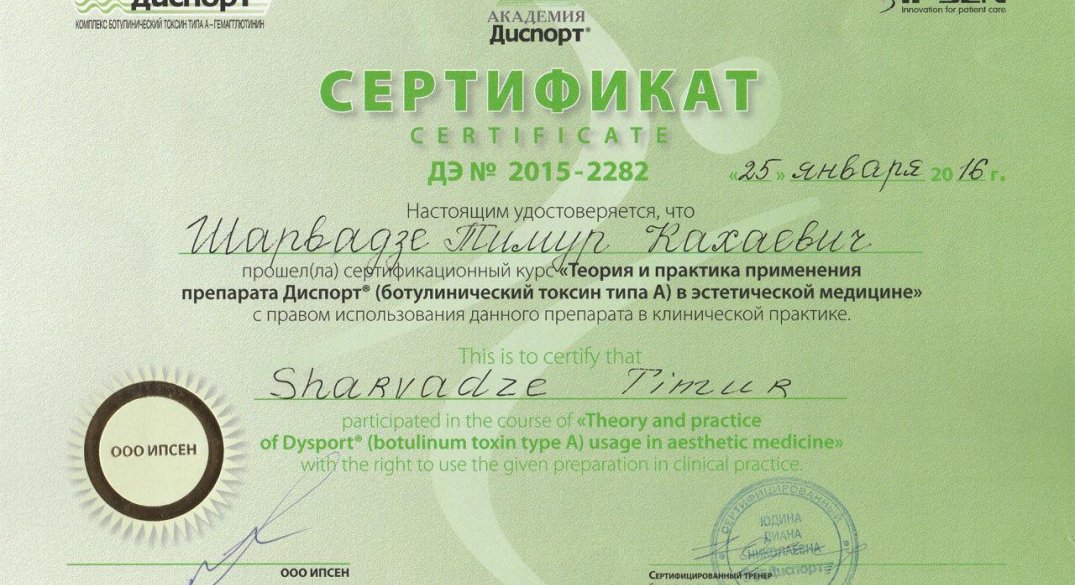 Диспорт
КОМПЛЕКС БОТУЛИНИЧЕСКИЙ ТОКСИН ТИПА А–ГЕМАГГЛЮТИНИН
АКАДЕМИЯ
Диспорт®
Innovation for patient care
СЕРТИФИКАТ
CERTIFICATE
ДЭ № 2015-2282 «25» января 2016 г.
Настоящим удостоверяется, что
Шарвадзе Тимур Кахаевич
прошел(ла) сертификационный курс «Теория и практика применения
препарата Диспорт® (ботулинический токсин типа А) в эстетической медицине»
с правом использования данного препарата в клинической практике.
This is to certify that
Sharvadze Timur
participated in the course of «Theory and practice
of Dysport® (botulinum toxin type A) usage in aesthetic medicine»
with the right to use the given preparation in clinical practice.
ООО ИПСЕН
СЕРТИФИЦИРОВАННЫЙ
ЮДИНА
ДИАНА
НИКОЛАЕВНА
Диспорт
ООО ИПСЕН
Сертифицированный тренер